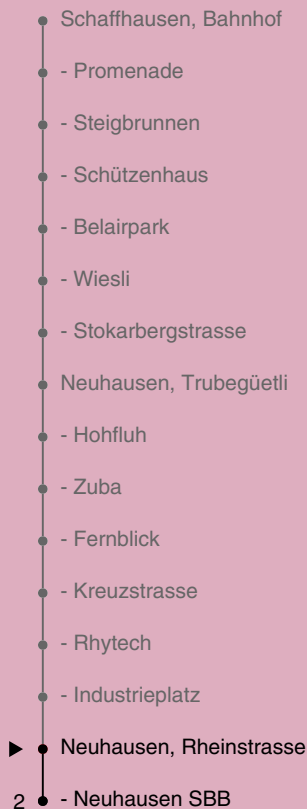 Schaffhausen, Bahnhof
- Promenade
- Steigbrunnen
- Schützenhaus
- Belairpark
- Wiesli
- Stokarbergstrasse
Neuhausen, Trubegüetli
- Hohfluh
- Zuba
- Fernblick
- Kreuzstrasse
- Rhytech
- Industrieplatz
Neuhausen, Rheinstrasse
2 - Neuhausen SBB